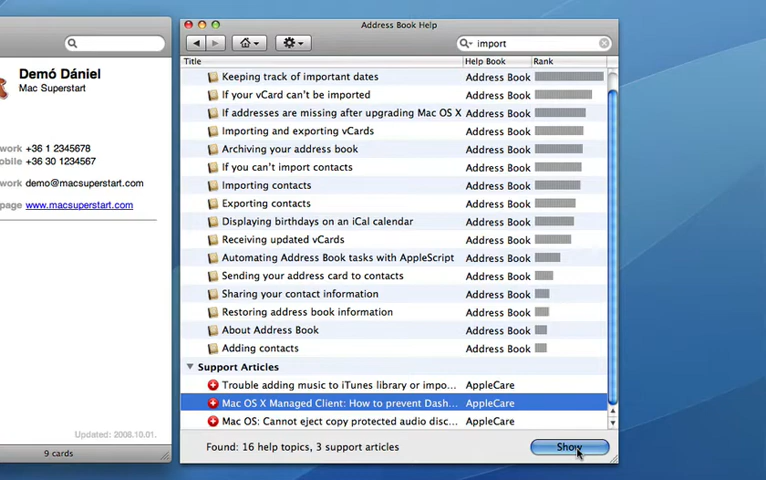 Demó Dániel
Mac Superstart
work +36 1 2345678
+36 30 1234567
work demo@macsuperstart.com
www.macsuperstart.com
Updated: 2008.10.01.
9 cards
Address Book Help
import
Title Help Book Rank
Keeping track of important dates Address Book
If your vCard can't be imported Address Book
If addresses are missing after upgrading Mac OS X Address Book
Importing and exporting vCards Address Book
Archiving your address book Address Book
If you can't import contacts Address Book
Importing contacts Address Book
Exporting contacts Address Book
Displaying birthdays on an iCal calendar Address Book
Receiving updated vCards Address Book
Automating Address Book tasks with AppleScript Address Book
Sending your address card to contacts Address Book
Sharing your contact information Address Book
Restoring address book information Address Book
About Address Book Address Book
Adding contacts Address Book
Support Articles
Trouble adding music to iTunes library or impo... AppleCare
Mac OS X Managed Client: How to prevent Dash... AppleCare
Mac OS: Cannot eject copy protected audio disc... AppleCare
Found: 16 help topics, 3 support articles
Show